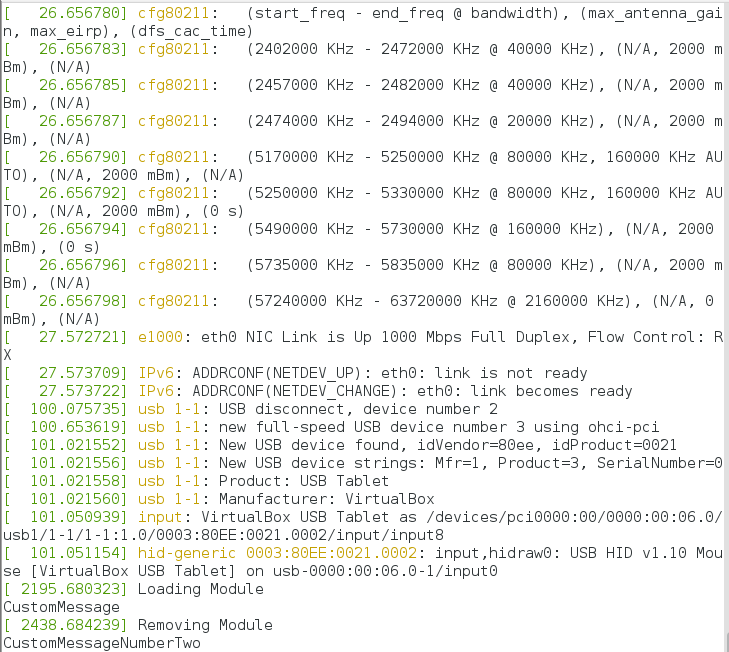 [   26.656780] cfg80211:   (start_freq - end_freq @ bandwidth), (max_antenna_gai
n, max_eirp), (dfs_cac_time)
[   26.656783] cfg80211:   (2402000 KHz - 2472000 KHz @ 40000 KHz), (N/A, 2000 m
Bm), (N/A)
[   26.656785] cfg80211:   (2457000 KHz - 2482000 KHz @ 40000 KHz), (N/A, 2000 m
Bm), (N/A)
[   26.656787] cfg80211:   (2474000 KHz - 2494000 KHz @ 20000 KHz), (N/A, 2000 m
Bm), (N/A)
[   26.656790] cfg80211:   (5170000 KHz - 5250000 KHz @ 80000 KHz, 160000 KHz AU
TO), (N/A, 2000 mBm), (N/A)
[   26.656792] cfg80211:   (5250000 KHz - 5330000 KHz @ 80000 KHz, 160000 KHz AU
TO), (N/A, 2000 mBm), (0 s)
[   26.656794] cfg80211:   (5490000 KHz - 5730000 KHz @ 160000 KHz), (N/A, 2000 
mBm), (0 s)
[   26.656796] cfg80211:   (5735000 KHz - 5835000 KHz @ 80000 KHz), (N/A, 2000 m
Bm), (N/A)
[   26.656798] cfg80211:   (57240000 KHz - 63720000 KHz @ 2160000 KHz), (N/A, 0 
mBm), (N/A)
[   27.572721] e1000: eth0 NIC Link is Up 1000 Mbps Full Duplex, Flow Control: R
X
[   27.573709] IPv6: ADDRCONF(NETDEV_UP): eth0: link is not ready
[   27.573722] IPv6: ADDRCONF(NETDEV_CHANGE): eth0: link becomes ready
[  100.075735] usb 1-1: USB disconnect, device number 2
[  100.653619] usb 1-1: new full-speed USB device number 3 using ohci-pci
[  101.021552] usb 1-1: New USB device found, idVendor=80ee, idProduct=0021
[  101.021556] usb 1-1: New USB device strings: Mfr=1, Product=3, SerialNumber=0
[  101.021558] usb 1-1: Product: USB Tablet
[  101.021560] usb 1-1: Manufacturer: VirtualBox
[  101.050939] input: VirtualBox USB Tablet as /devices/pci0000:00/0000:00:06.0/
usb1/1-1/1-1:1.0/0003:80EE:0021.0002/input/input8
[  101.051154] hid-generic 0003:80EE:0021.0002: input,hidraw0: USB HID v1.10 Mou
se [VirtualBox USB Tablet] on usb-0000:00:06.0-1/input0
[ 2195.680323] Loading Module
CustomMessage
[ 2438.684239] Removing Module
CustomMessageNumberTwo